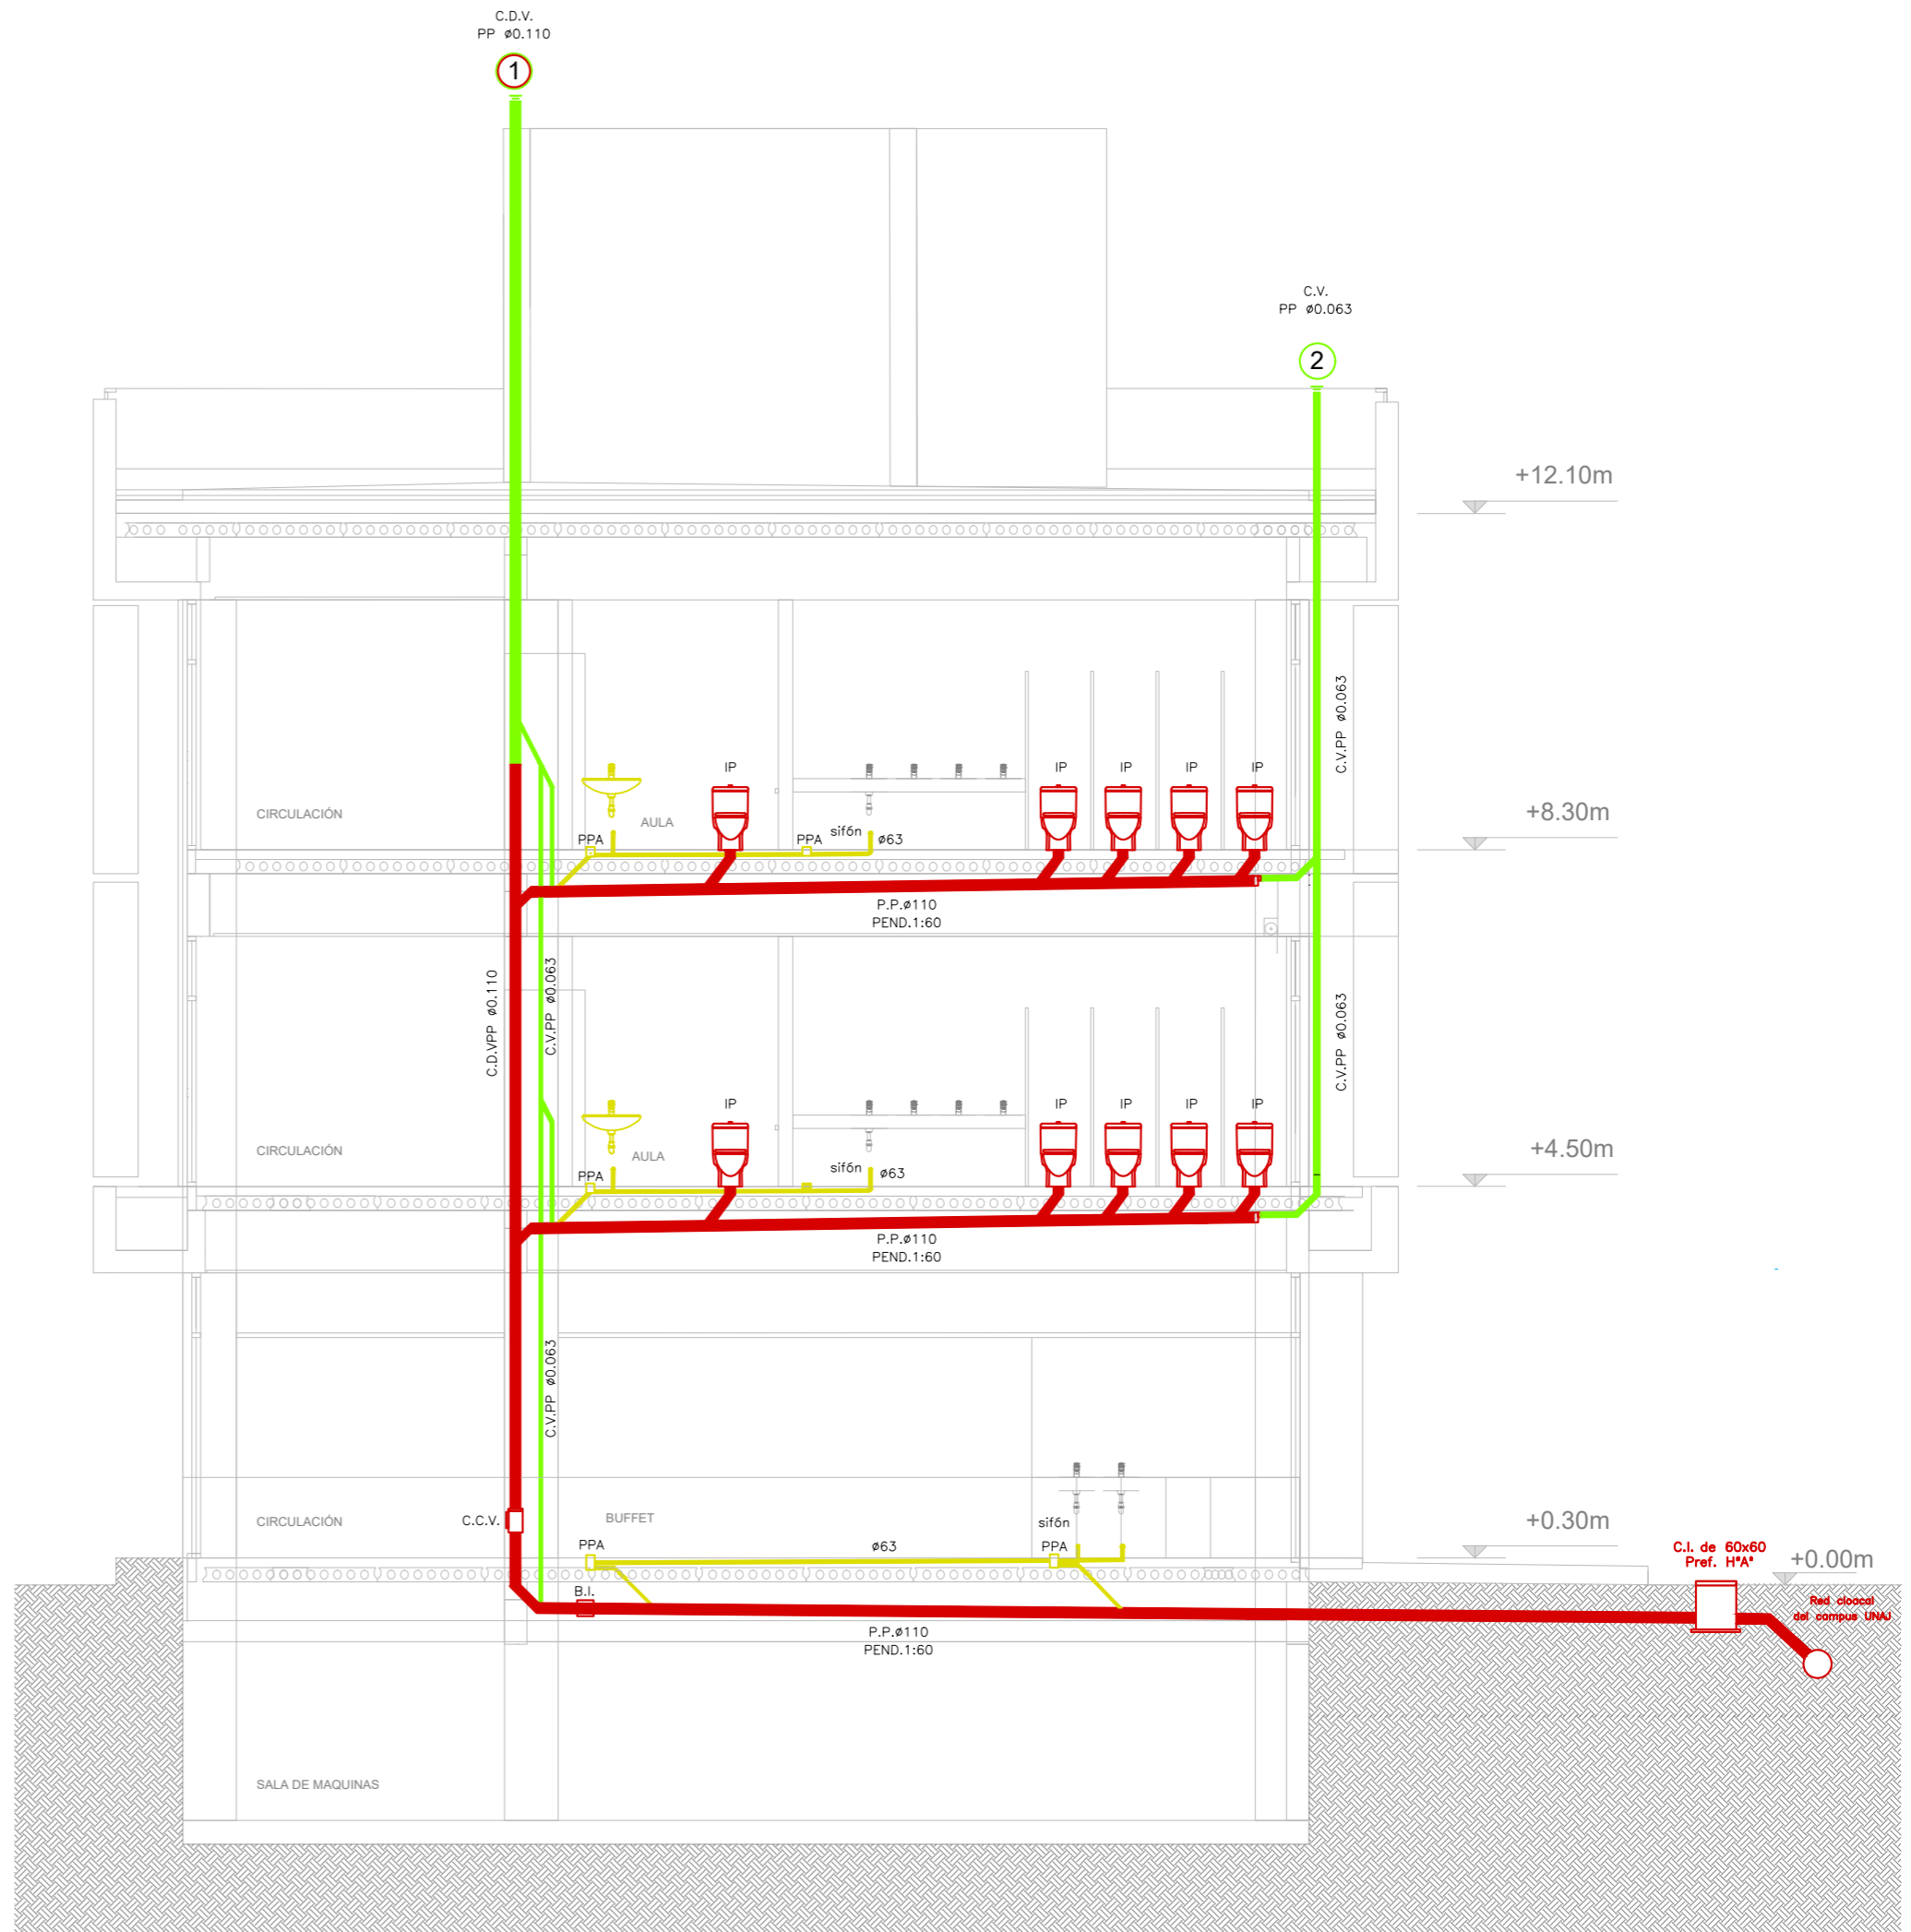 C.D.V.
PP ø0.110
1
C.V.
PP ø0.063
2
+12.10m
C.V.PP ø0.063
IP
IP
IP
IP
IP
CIRCULACIÓN
AULA
+8.30m
PPA
PPA
sifón
ø63
P.P.ø110
PEND.1:60
C.D.VPP ø0.110
C.V.PP ø0.063
C.V.PP ø0.063
IP
IP
IP
IP
IP
CIRCULACIÓN
AULA
+4.50m
PPA
sifón
ø63
P.P.ø110
PEND.1:60
C.V.PP ø0.063
CIRCULACIÓN
C.C.V.
BUFFET
sifón
+0.30m
PPA
ø63
PPA
C.I. de 60x60
Pref. HªAª
+0.00m
B.I.
Red cloacal
del campus UNAJ
P.P.ø110
PEND.1:60
SALA DE MAQUINAS